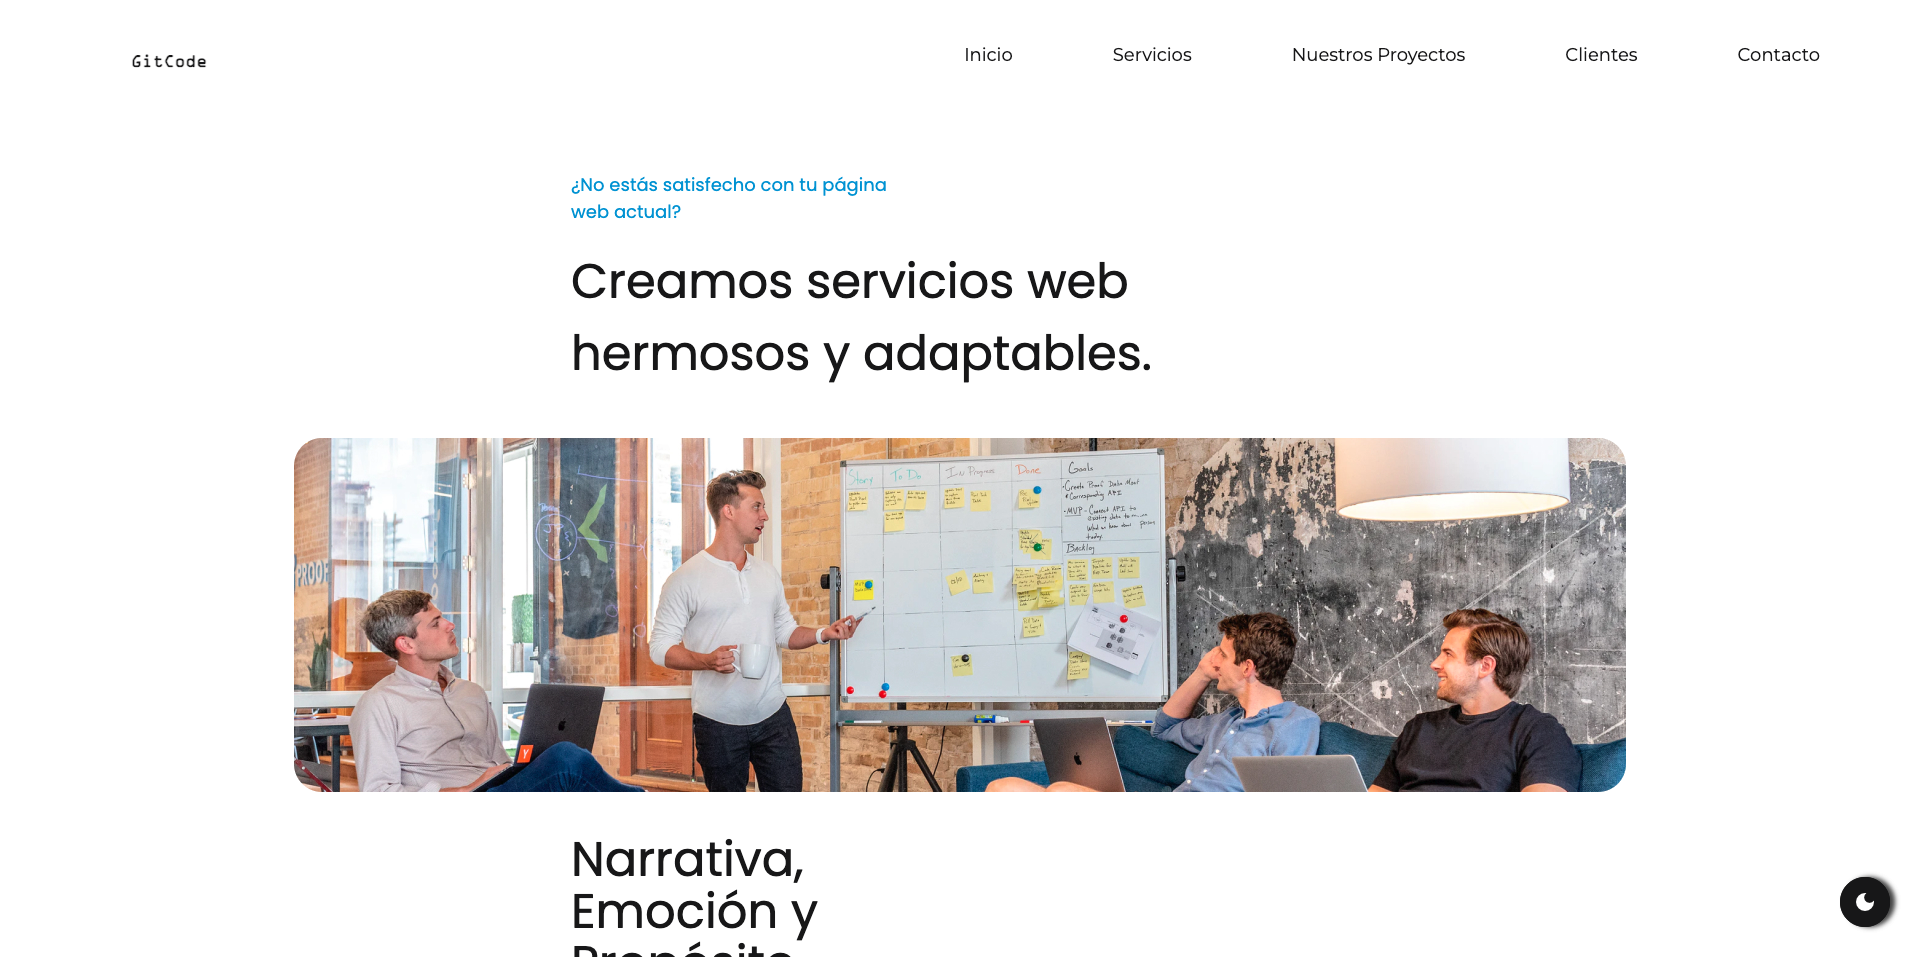 GitCode
Inicio
Servicios
Nuestros Proyectos
Clientes
Contacto
¿No estás satisfecho con tu página
web actual?
Creamos servicios web
hermosos y adaptables.
PROOF
Story
To Do
In Progress
Done
Goals
Backlog
Y
Narrativa,
Emoción y
Propósito